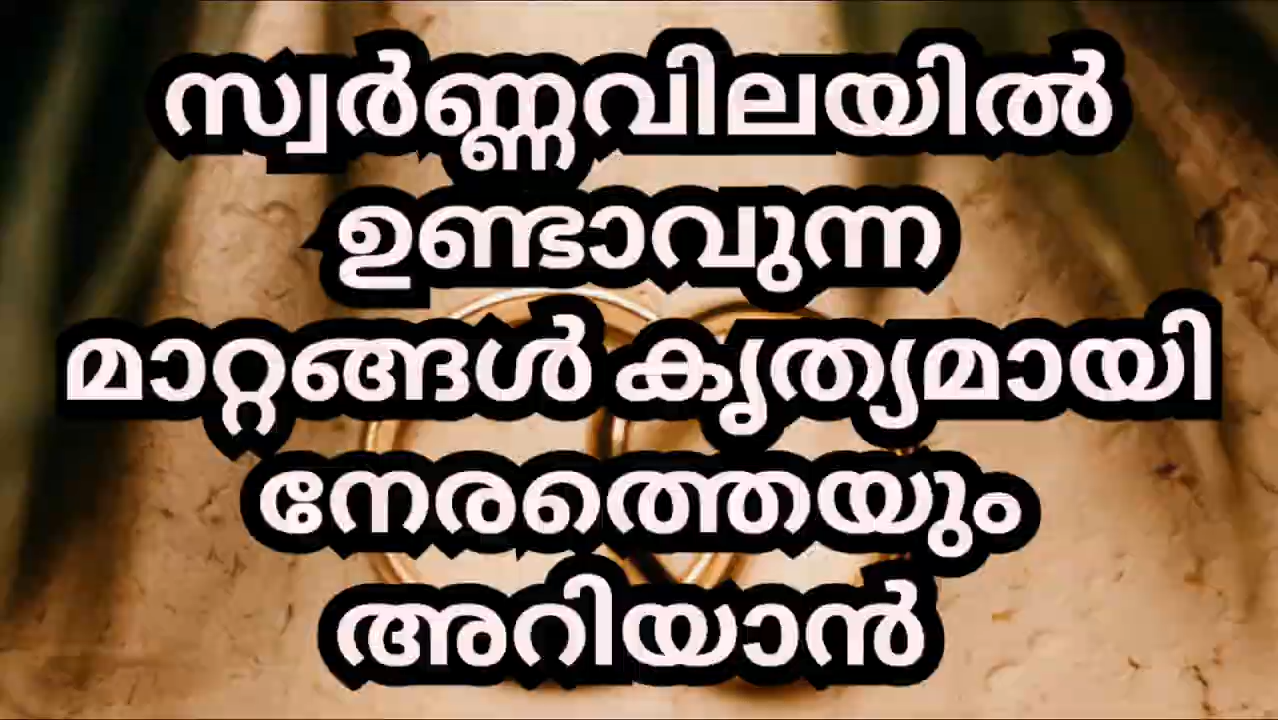 സ്വർണ്ണവിലയിൽ
ഉണ്ടാവുന്ന
മാറ്റങ്ങൾ കൃത്യമായി
നേരത്തെയും
അറിയാൻ